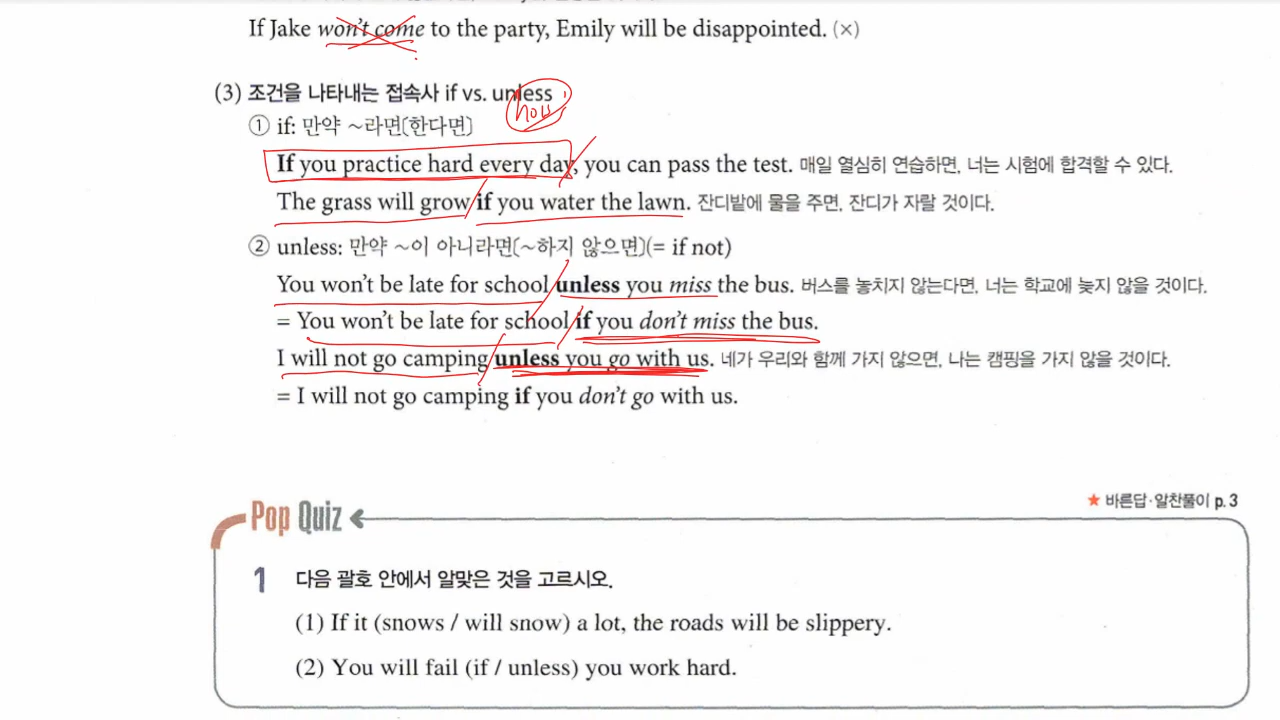 If Jake won't come to the party, Emily will be disappointed. (×)
(3) 조건을 나타내는 접속사 if vs. unless
① if: 만약 ~라면[한다면]
If you practice hard every day, you can pass the test. 매일 열심히 연습하면, 너는 시험에 합격할 수 있다.
The grass will grow if you water the lawn. 잔디밭에 물을 주면, 잔디가 자랄 것이다.
② unless: 만약 ~이 아니라면[~하지 않으면](= if not)
You won't be late for school unless you miss the bus. 버스를 놓치지 않는다면, 너는 학교에 늦지 않을 것이다.
= You won't be late for school if you don't miss the bus.
I will not go camping unless you go with us. 네가 우리와 함께 가지 않으면, 나는 캠핑을 가지 않을 것이다.
= I will not go camping if you don't go with us.
★ 바른답·알찬풀이 p.3
Pop Quiz
1 다음 괄호 안에서 알맞은 것을 고르시오.
(1) If it (snows / will snow) a lot, the roads will be slippery.
(2) You will fail (if / unless) you work hard.